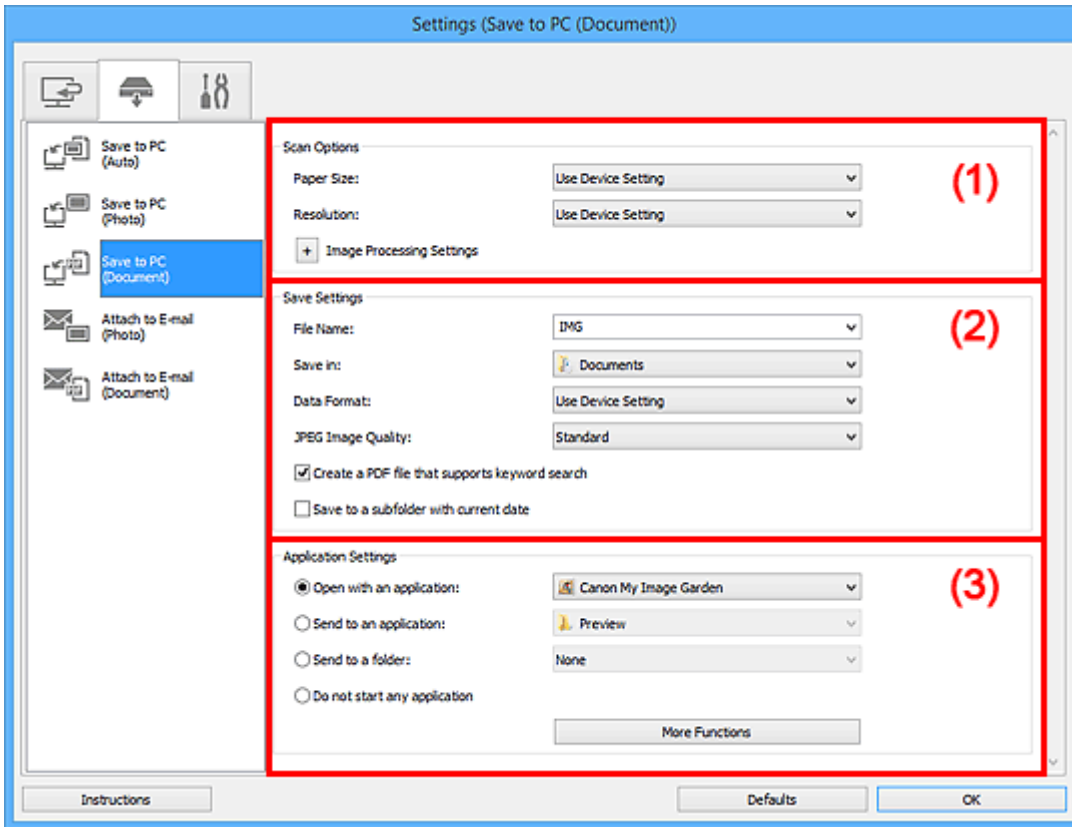 Settings (Save to PC (Document))
Save to PC
(Auto)
Save to PC
(Photo)
Save to PC
(Document)
Attach to E-mail
(Photo)
Attach to E-mail
(Document)
Scan Options
(1)
Paper Size: Use Device Setting
Resolution: Use Device Setting
+ Image Processing Settings
Save Settings
(2)
File Name: IMG
Save in: Documents
Data Format: Use Device Setting
JPEG Image Quality: Standard
Create a PDF file that supports keyword search
Save to a subfolder with current date
Application Settings
(3)
Open with an application: Canon My Image Garden
Send to an application: Preview
Send to a folder: None
Do not start any application
More Functions
Instructions Defaults OK